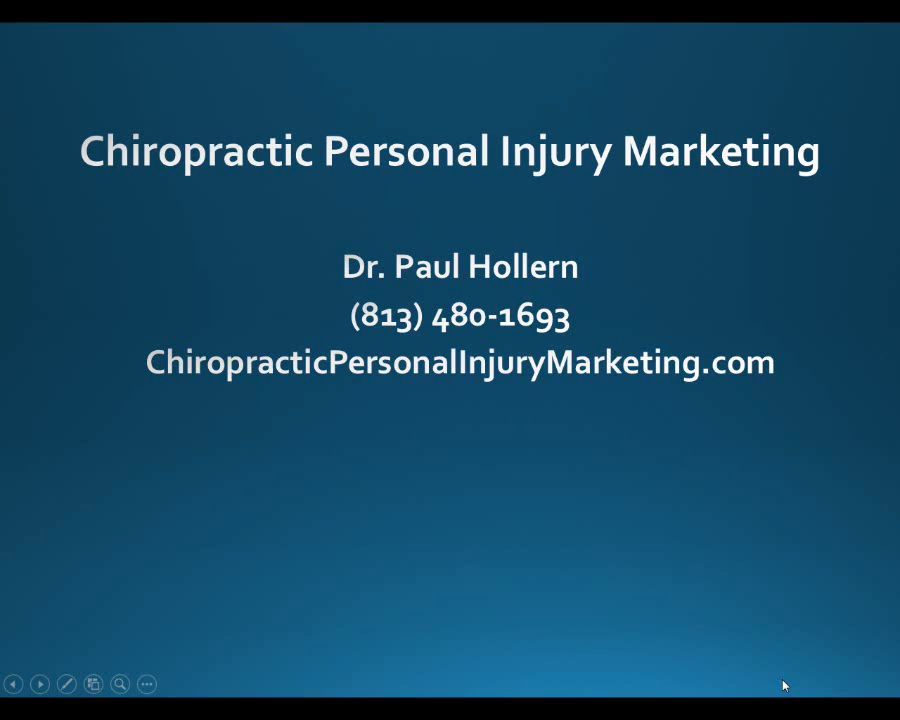 Chiropractic Personal Injury Marketing
Dr. Paul Hollern
(813) 480-1693
ChiropracticPersonalInjuryMarketing.com